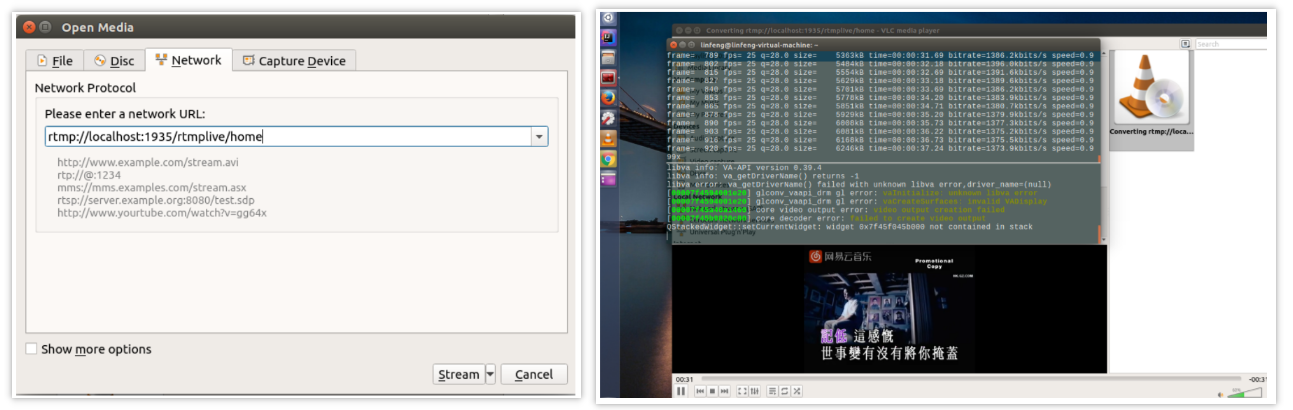 Open Media
File
Disc
Network
Capture Device
Network Protocol
Please enter a network URL:
rtmp://localhost:1935/rtmplive/home
http://www.example.com/stream.avi
rtp://@:1234
mms://mms.examples.com/stream.asx
rtsp://server.example.org:8080/test.sdp
http://www.yourtube.com/watch?v=gg64x
Show more options
Stream
Cancel
Converting rtmp://localhost:1935/rtmplive/home - VLC media player
linfeng@linfeng-virtual-machine: ~
Search
frame= 789 fps= 25 q=28.0 size= 5363kB time=00:00:31.69 bitrate=1386.2kbits/s speed=0.9
frame= 802 fps= 25 q=28.0 size= 5484kB time=00:00:32.18 bitrate=1396.0kbits/s speed=0.9
frame= 815 fps= 25 q=28.0 size= 5554kB time=00:00:32.69 bitrate=1391.6kbits/s speed=0.9
frame= 827 fps= 25 q=28.0 size= 5629kB time=00:00:33.18 bitrate=1389.6kbits/s speed=0.9
frame= 840 fps= 25 q=28.0 size= 5701kB time=00:00:33.69 bitrate=1386.0kbits/s speed=0.9
frame= 853 fps= 25 q=28.0 size= 5778kB time=00:00:34.20 bitrate=1383.9kbits/s speed=0.9
frame= 865 fps= 25 q=28.0 size= 5851kB time=00:00:34.71 bitrate=1380.7kbits/s speed=0.9
frame= 878 fps= 25 q=28.0 size= 5929kB time=00:00:35.20 bitrate=1379.9kbits/s speed=0.9
frame= 890 fps= 25 q=28.0 size= 6008kB time=00:00:35.73 bitrate=1377.3kbits/s speed=0.9
frame= 903 fps= 25 q=28.0 size= 6081kB time=00:00:36.22 bitrate=1375.2kbits/s speed=0.9
frame= 916 fps= 25 q=28.0 size= 6168kB time=00:00:36.73 bitrate=1375.5kbits/s speed=0.9
frame= 928 fps= 25 q=28.0 size= 6246kB time=00:00:37.24 bitrate=1373.9kbits/s speed=0.9
99x
libva info: VA-API version 0.39.4
libva info: va_getDriverName() returns -1
libva error: va_getDriverName() failed with unknown libva error,driver_name=(null)
glconv_vaapi_drm gl error: vaInitialize: unknown libva error
glconv_vaapi_drm gl error: vaCreateSurfaces: invalid VADisplay
core video output error: video output creation failed
core decoder error: failed to create video output
QStackedWidget::setCurrentWidget: widget 0x7f45f045b000 not contained in stack
Universal Plug'n'Play
Converting rtmp://loca...
网易云音乐
Promotional
Copy
記低 這感慨
世事變有沒有將你掩蓋
00:31
-00:31